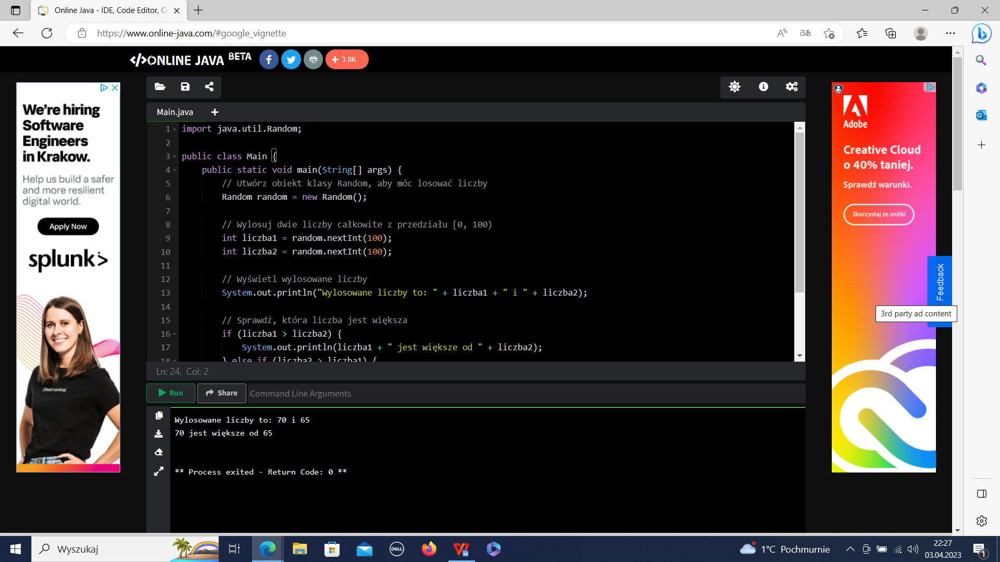 Online Java - IDE, Code Editor, C
https://www.online-java.com/#google_vignette
</>ONLINE JAVA BETA
3.8K
We're hiring
Software
Engineers
in Krakow.
Help us build a safer
and more resilient
digital world.
Apply Now
splunk>
Cloud control.
Main.java
1 import java.util.Random;
2
3 public class Main {
4 public static void main(String[] args) {
5 // Utwórz obiekt klasy Random, aby móc losować liczby
6 Random random = new Random();
7
8 // Wylosuj dwie liczby całkowite z przedziału [0, 100)
9 int liczba1 = random.nextInt(100);
10 int liczba2 = random.nextInt(100);
11
12 // Wyświetl wylosowane liczby
13 System.out.println("Wylosowane liczby to: " + liczba1 + " i " + liczba2);
14
15 // Sprawdź, która liczba jest większa
16 if (liczba1 > liczba2) {
17 System.out.println(liczba1 + " jest większe od " + liczba2);
18 } else if (liczba2 > liczba1) {
Ln: 24, Col: 2
Run
Share
Command Line Arguments
Wylosowane liczby to: 70 i 65
70 jest większe od 65
** Process exited - Return Code: 0 **
Adobe
Creative Cloud
o 40% taniej.
Sprawdź warunki.
Skorzystaj ze zniżki
Feedback
3rd party ad content
Wyszukaj
DELL
1°C Pochmurnie
22:27
03.04.2023
1